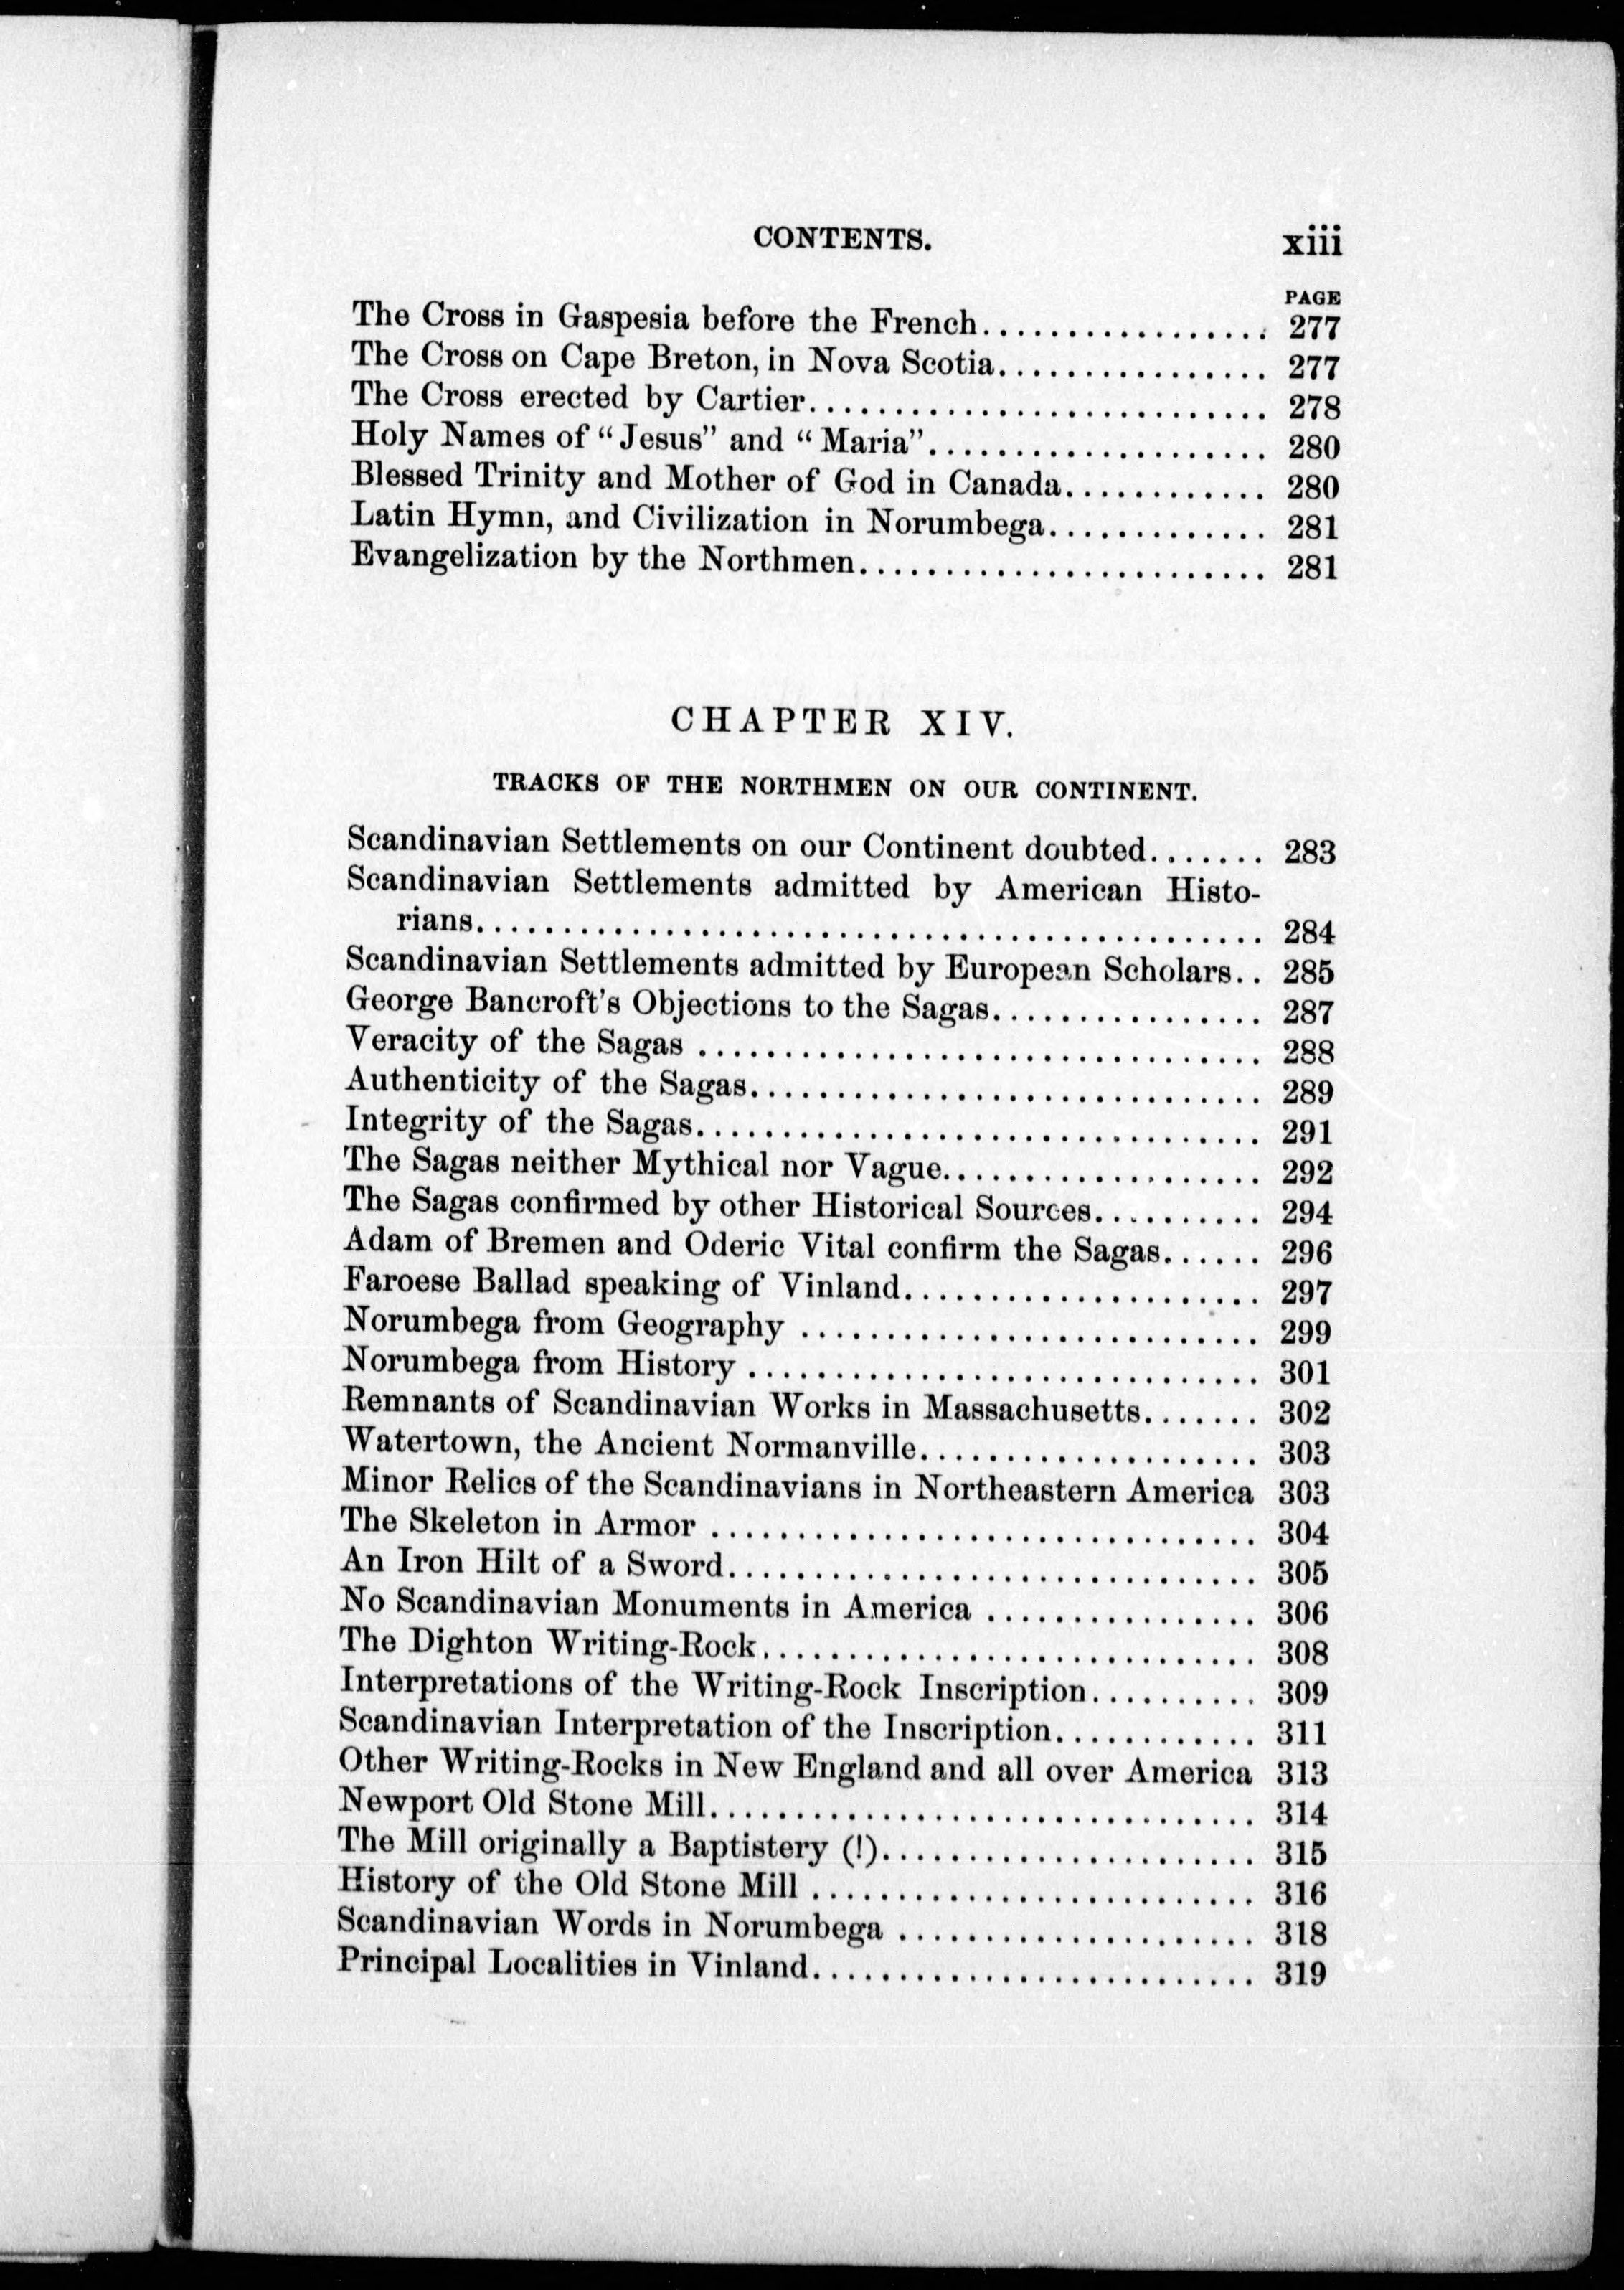 CONTENTS. xiii
PAGE
The Cross in Gaspesia before the French................. 277
The Cross on Cape Breton, in Nova Scotia................ 277
The Cross erected by Cartier........................... 278
Holy Names of “Jesus” and “Maria”.................... 280
Blessed Trinity and Mother of God in Canada............ 280
Latin Hymn, and Civilization in Norumbega............. 281
Evangelization by the Northmen........................ 281
CHAPTER XIV.
TRACKS OF THE NORTHMEN ON OUR CONTINENT.
Scandinavian Settlements on our Continent doubted....... 283
Scandinavian Settlements admitted by American Histo-
rians............................................... 284
Scandinavian Settlements admitted by European Scholars.. 285
George Bancroft's Objections to the Sagas................ 287
Veracity of the Sagas ................................. 288
Authenticity of the Sagas.............................. 289
Integrity of the Sagas................................. 291
The Sagas neither Mythical nor Vague................... 292
The Sagas confirmed by other Historical Sources.......... 294
Adam of Bremen and Oderic Vital confirm the Sagas...... 296
Faroese Ballad speaking of Vinland..................... 297
Norumbega from Geography ........................... 299
Norumbega from History .............................. 301
Remnants of Scandinavian Works in Massachusetts....... 302
Watertown, the Ancient Normanville.................... 303
Minor Relics of the Scandinavians in Northeastern America 303
The Skeleton in Armor ................................ 304
An Iron Hilt of a Sword............................... 305
No Scandinavian Monuments in America ................ 306
The Dighton Writing-Rock............................. 308
Interpretations of the Writing-Rock Inscription.......... 309
Scandinavian Interpretation of the Inscription............ 311
Other Writing-Rocks in New England and all over America 313
Newport Old Stone Mill................................ 314
The Mill originally a Baptistery (!)...................... 315
History of the Old Stone Mill .......................... 316
Scandinavian Words in Norumbega ..................... 318
Principal Localities in Vinland.......................... 319